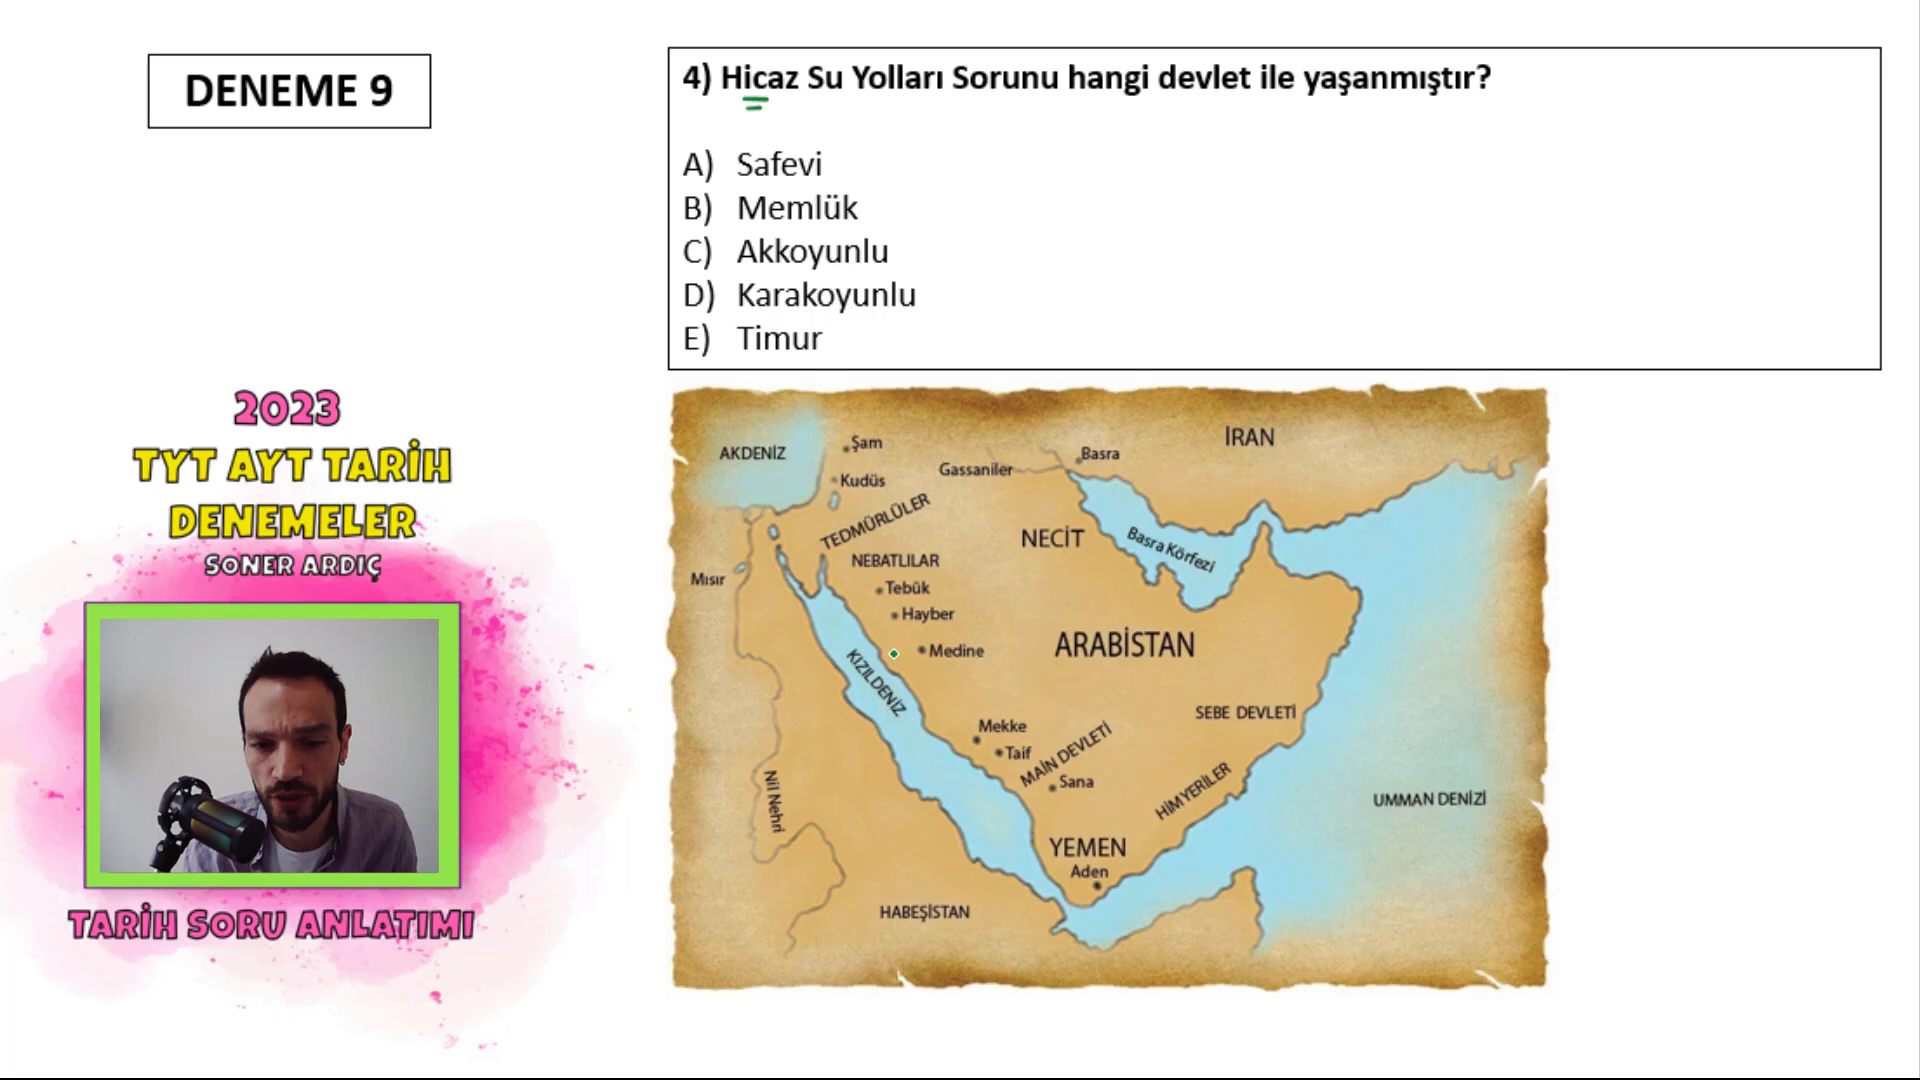 DENEME 9
4) Hicaz Su Yolları Sorunu hangi devlet ile yaşanmıştır?
A) Safevi
B) Memlük
C) Akkoyunlu
D) Karakoyunlu
E) Timur
2023
TYT AYT TARİH
DENEMELER
SONER ARDIÇ
TARİH SORU ANLATIMI
AKDENİZ
Şam
Kudüs
Gassaniler
Basra
İRAN
TEDMÜRLÜLER
NECİT
Basra Körfezi
NEBATLILAR
Mısır
Tebük
Hayber
Medine
ARABİSTAN
KIZILDENİZ
Mekke
Taif
MAİN DEVLETİ
SEBE DEVLETİ
Sana
HİMYERİLER
Nil Nehri
UMMAN DENİZİ
YEMEN
Aden
HABEŞİSTAN